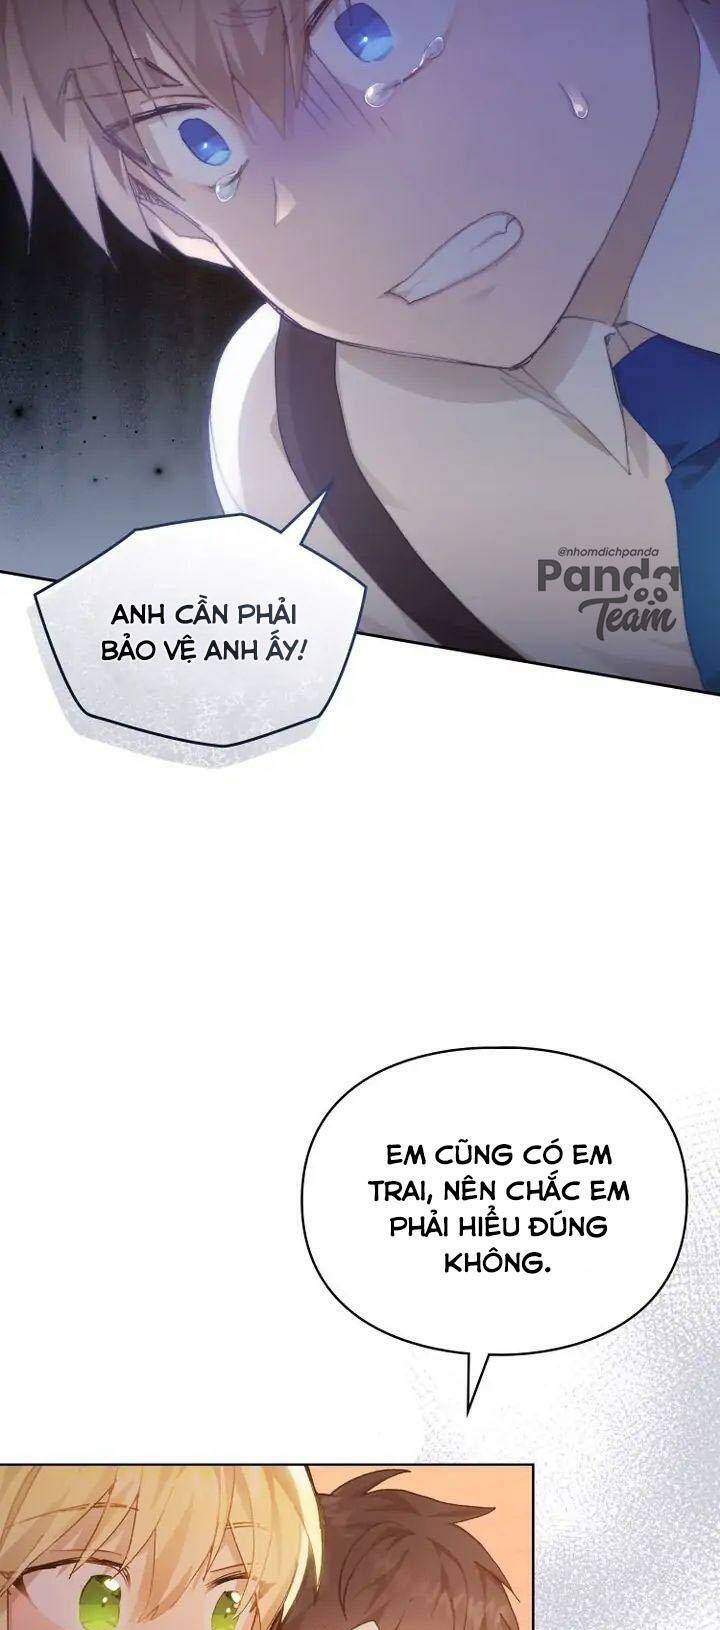 @nhomdichpanda
Panda
Team
ANH CẦN PHẢI
BẢO VỆ ANH ẤY!
EM CŨNG CÓ EM
TRAI, NÊN CHẮC EM
PHẢI HIỂU ĐÚNG
KHÔNG.